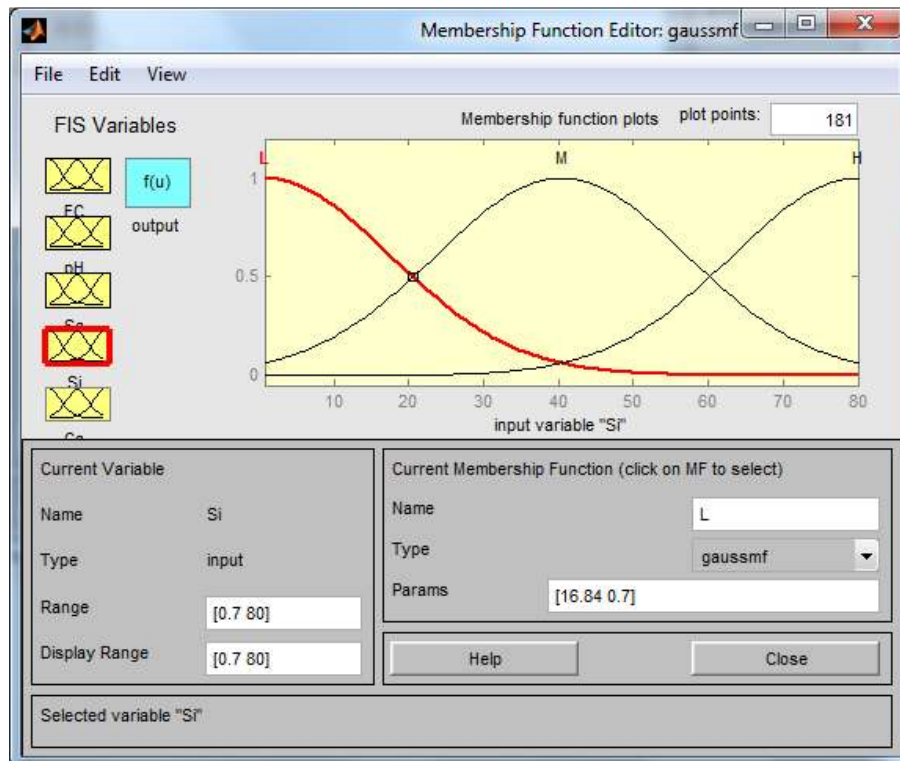 Membership Function Editor: gaussmf
File Edit View
FIS Variables
Membership function plots plot points: 181
f(u)
output
pH
Si
L M H
1
0.5
0
10 20 30 40 50 60 70 80
input variable "Si"
Current Variable
Name Si
Type input
Range [0.7 80]
Display Range [0.7 80]
Current Membership Function (click on MF to select)
Name L
Type gaussmf
Params [16.84 0.7]
Help Close
Selected variable "Si"